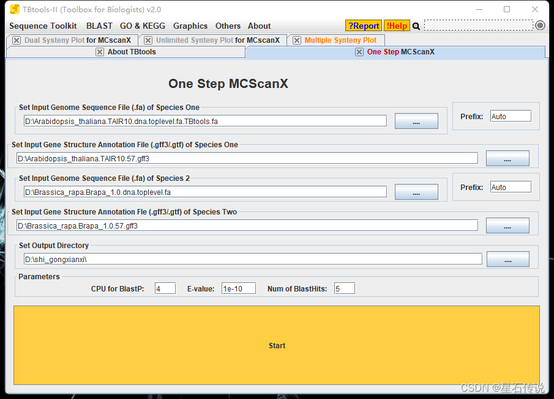 TBtools-II (Toolbox for Biologists) v2.0
Sequence Toolkit BLAST GO & KEGG Graphics Others About ?Report !Help
Dual Systeny Plot for MCscanX Unlimited Synteny Plot for MCScanX Multiple Synteny Plot
About TBtools One Step MCScanX
One Step MCScanX
Set Input Genome Sequence File (.fa) of Species One
D:\Arabidopsis_thaliana.TAIR10.dna.toplevel.fa.TBtools.fa .... Prefix: Auto
Set Input Gene Structure Annotation File (.gff3/.gtf) of Species One
D:\Arabidopsis_thaliana.TAIR10.57.gff3 ....
Set Input Genome Sequence File (.fa) of Species 2
D:\Brassica_rapa.Brapa_1.0.dna.toplevel.fa .... Prefix: Auto
Set Input Gene Structure Annotation Fle (.gff3/.gtf) of Species Two
D:\Brassica_rapa.Brapa_1.0.57.gff3 ....
Set Output Directory
D:\shi_gongxianxi\ ....
Parameters
CPU for BlastP: 4 E-value: 1e-10 Num of BlastHits: 5
Start
CSDN @星石传说